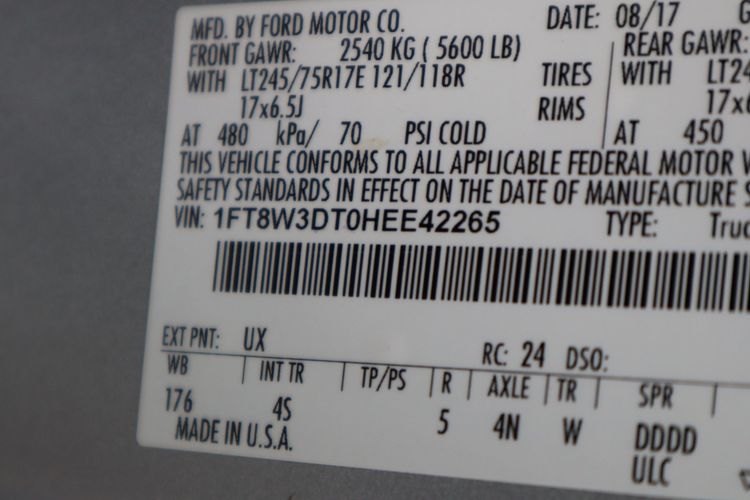 MFD. BY FORD MOTOR CO. DATE: 08/17
FRONT GAWR: 2540 KG ( 5600 LB) REAR GAWR:
WITH LT245/75R17E 121/118R TIRES WITH
17x6.5J RIMS
AT 480 kPa/ 70 PSI COLD AT 450
THIS VEHICLE CONFORMS TO ALL APPLICABLE FEDERAL MOTOR
SAFETY STANDARDS IN EFFECT ON THE DATE OF MANUFACTURE
VIN: 1FT8W3DT0HEE42265 TYPE: Truc
EXT PNT: UX RC: 24 DSO:
WB INT TR TP/PS R AXLE TR SPR
176 4S 5 4N W DDDD
MADE IN U.S.A. ULC